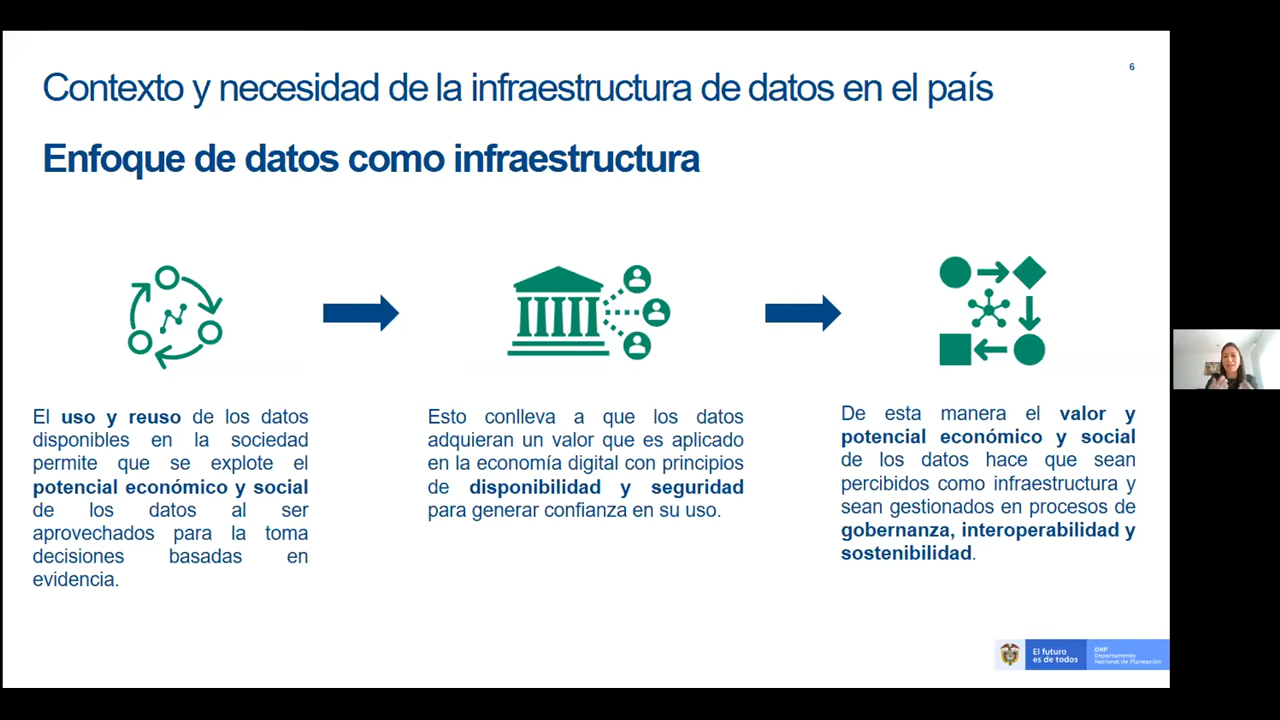 6
Contexto y necesidad de la infraestructura de datos en el país
Enfoque de datos como infraestructura
El uso y reuso de los datos
disponibles en la sociedad
permite que se explote el
potencial económico y social
de los datos al ser
aprovechados para la toma
decisiones basadas en
evidencia.
Esto conlleva a que los datos
adquieran un valor que es aplicado
en la economía digital con principios
de disponibilidad y seguridad
para generar confianza en su uso.
De esta manera el valor y
potencial económico y social
de los datos hace que sean
percibidos como infraestructura y
sean gestionados en procesos de
gobernanza, interoperabilidad y
sostenibilidad.
El futuro
es de todos
DNP
Departamento
Nacional de Planeación